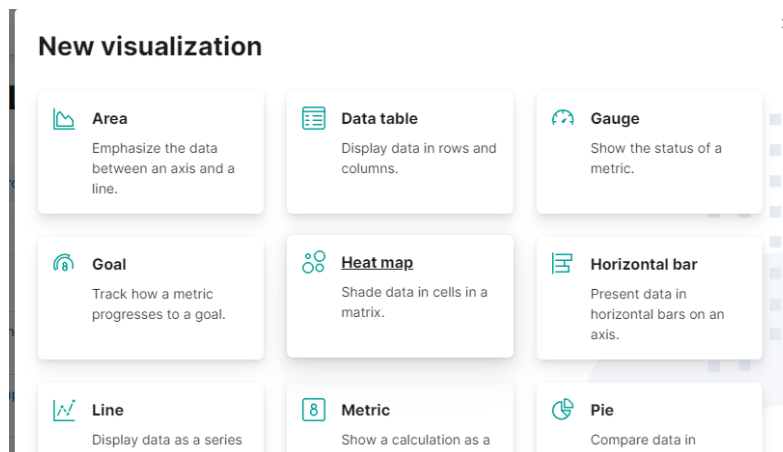 New visualization
Area
Emphasize the data
between an axis and a
line.
Data table
Display data in rows and
columns.
Gauge
Show the status of a
metric.
Goal
Track how a metric
progresses to a goal.
Heat map
Shade data in cells in a
matrix.
Horizontal bar
Present data in
horizontal bars on an
axis.
Line
Display data as a series
8 Metric
Show a calculation as a
Pie
Compare data in